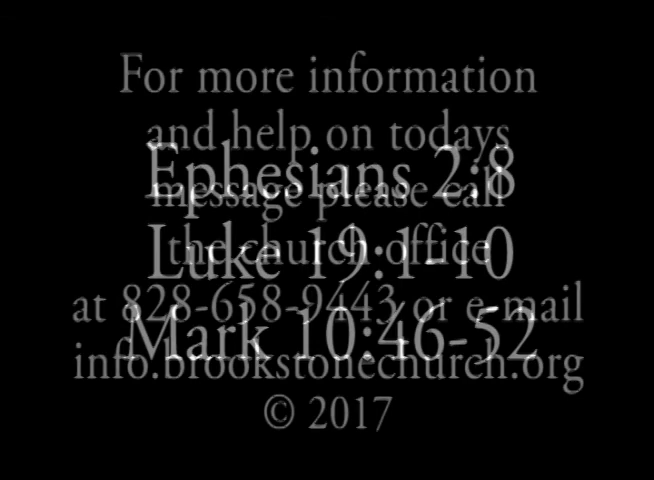 For more information
and help on todays
Ephesians 2:8
message please call
Luke 19:1-10
the church office
at 828-658-9443 or e-mail
Mark 10:46-52
info.brookstonechurch.org
© 2017